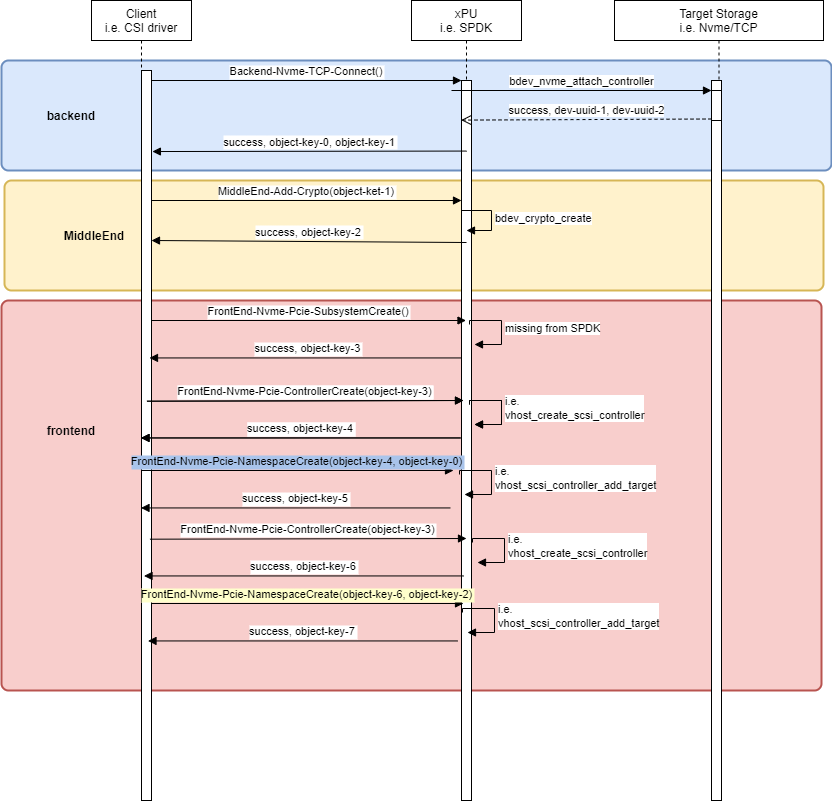 Client
i.e. CSI driver
xPU
i.e. SPDK
Target Storage
i.e. Nvme/TCP
backend
Backend-Nvme-TCP-Connect()
bdev_nvme_attach_controller
success, dev-uuid-1, dev-uuid-2
success, object-key-0, object-key-1
MiddleEnd
MiddleEnd-Add-Crypto(object-ket-1)
bdev_crypto_create
success, object-key-2
frontend
FrontEnd-Nvme-Pcie-SubsystemCreate()
missing from SPDK
success, object-key-3
FrontEnd-Nvme-Pcie-ControllerCreate(object-key-3)
i.e.
vhost_create_scsi_controller
success, object-key-4
FrontEnd-Nvme-Pcie-NamespaceCreate(object-key-4, object-key-0)
i.e.
vhost_scsi_controller_add_target
success, object-key-5
FrontEnd-Nvme-Pcie-ControllerCreate(object-key-3)
i.e.
vhost_create_scsi_controller
success, object-key-6
FrontEnd-Nvme-Pcie-NamespaceCreate(object-key-6, object-key-2)
i.e.
vhost_scsi_controller_add_target
success, object-key-7